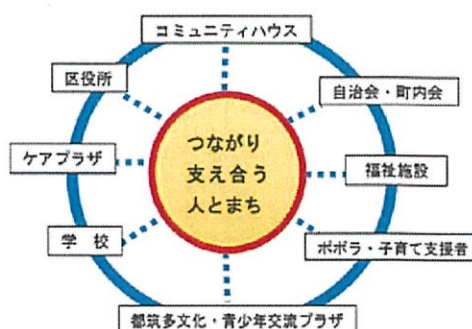 コミュニティハウス
区役所
自治会・町内会
つながり
支え合う
人とまち
ケアプラザ
福祉施設
学 校
ポポラ・子育て支援者
都筑多文化・青少年交流プラザ